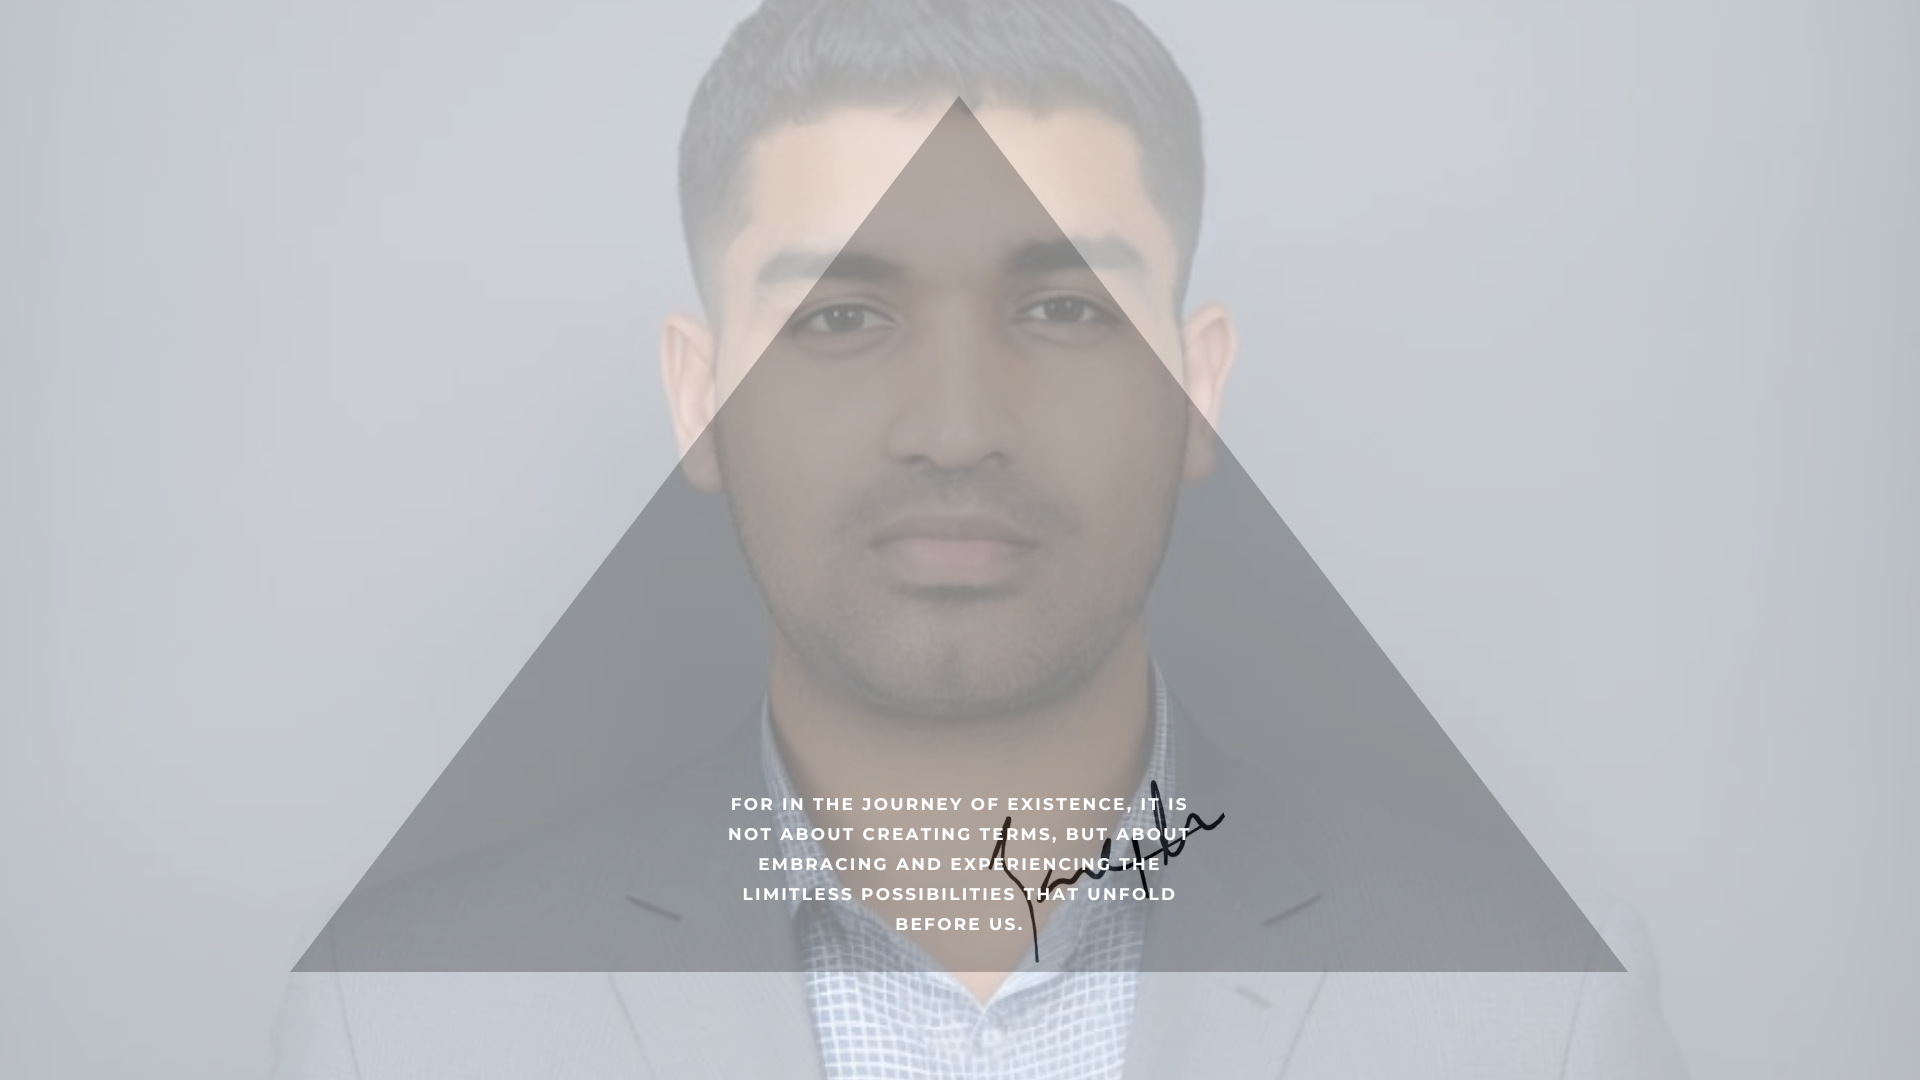 FOR IN THE JOURNEY OF EXISTENCE, IT IS
NOT ABOUT CREATING TERMS, BUT ABOUT
EMBRACING AND EXPERIENCING THE
LIMITLESS POSSIBILITIES THAT UNFOLD
BEFORE US.